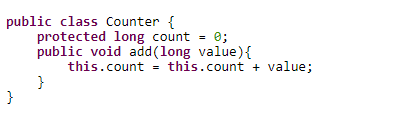 public class Counter {
    protected long count = 0;
    public void add(long value){
        this.count = this.count + value;
    }
}